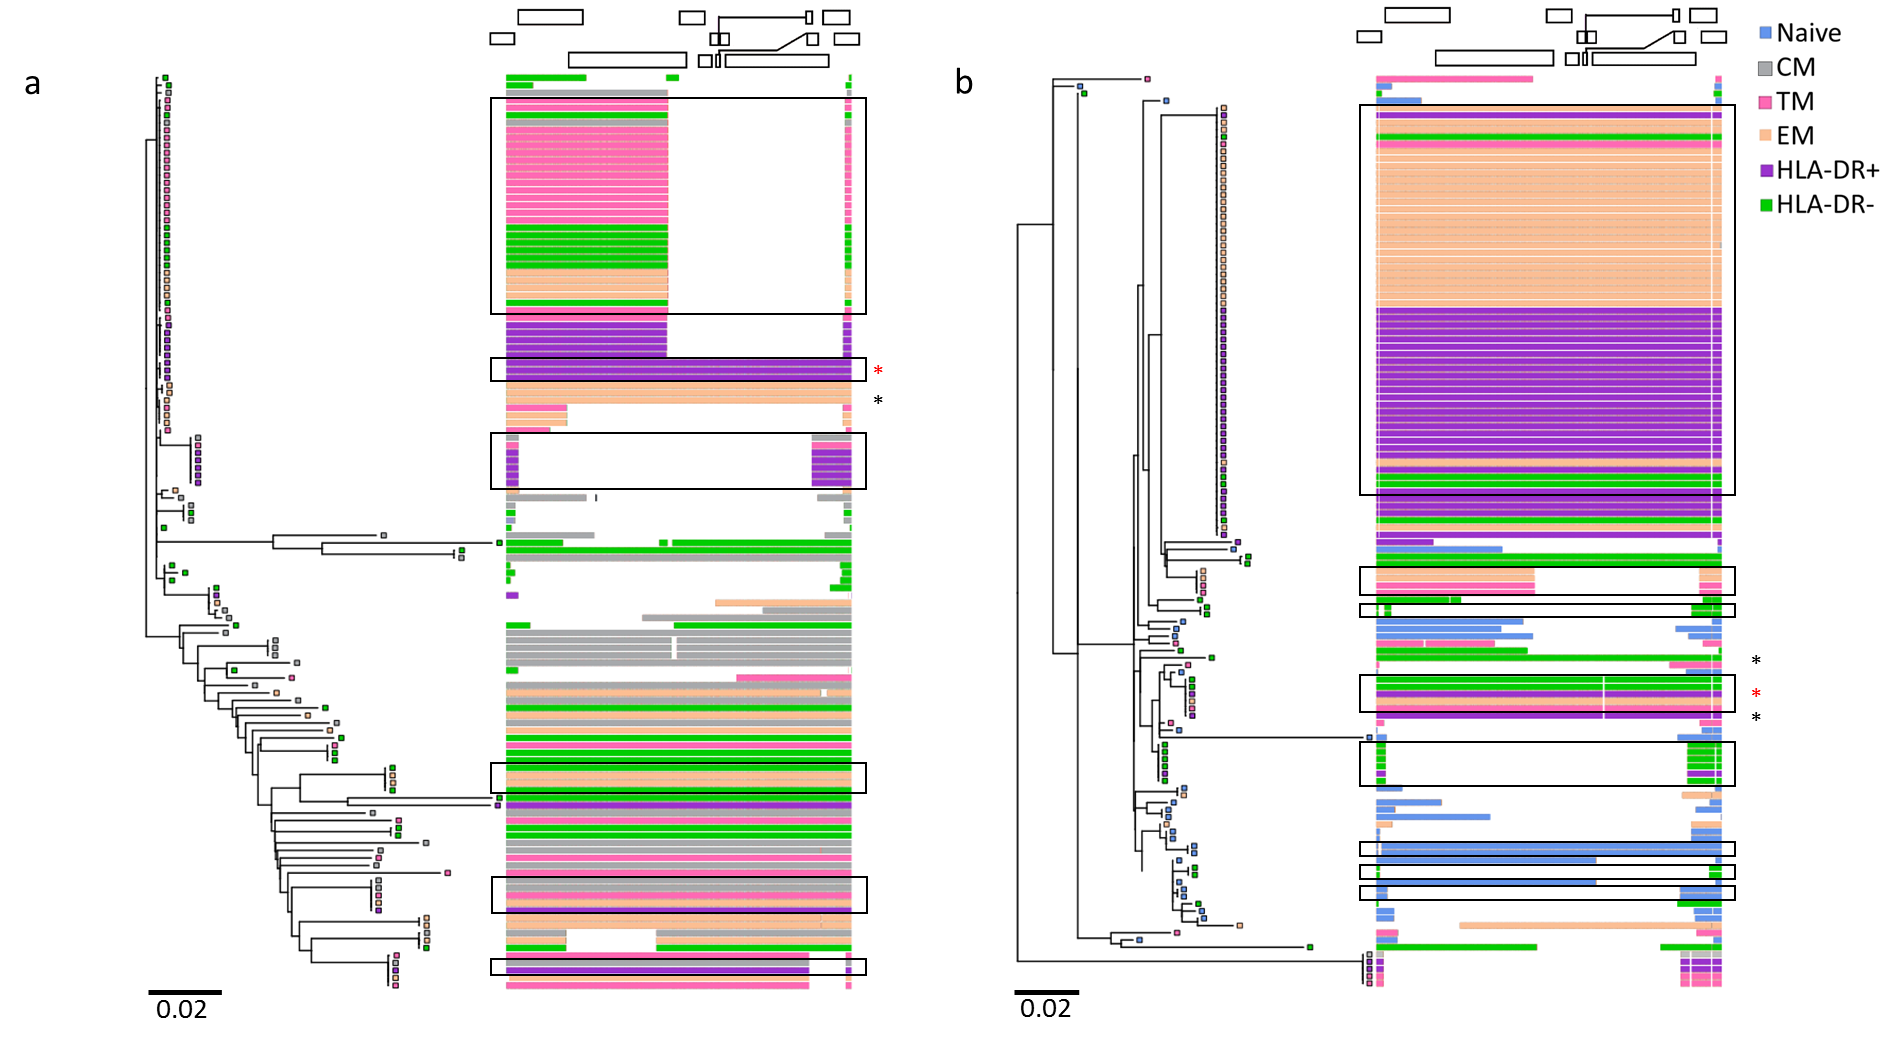 a
b
Naive
CM
TM
EM
HLA-DR+
HLA-DR-
*
*
*
*
*
0.02
0.02